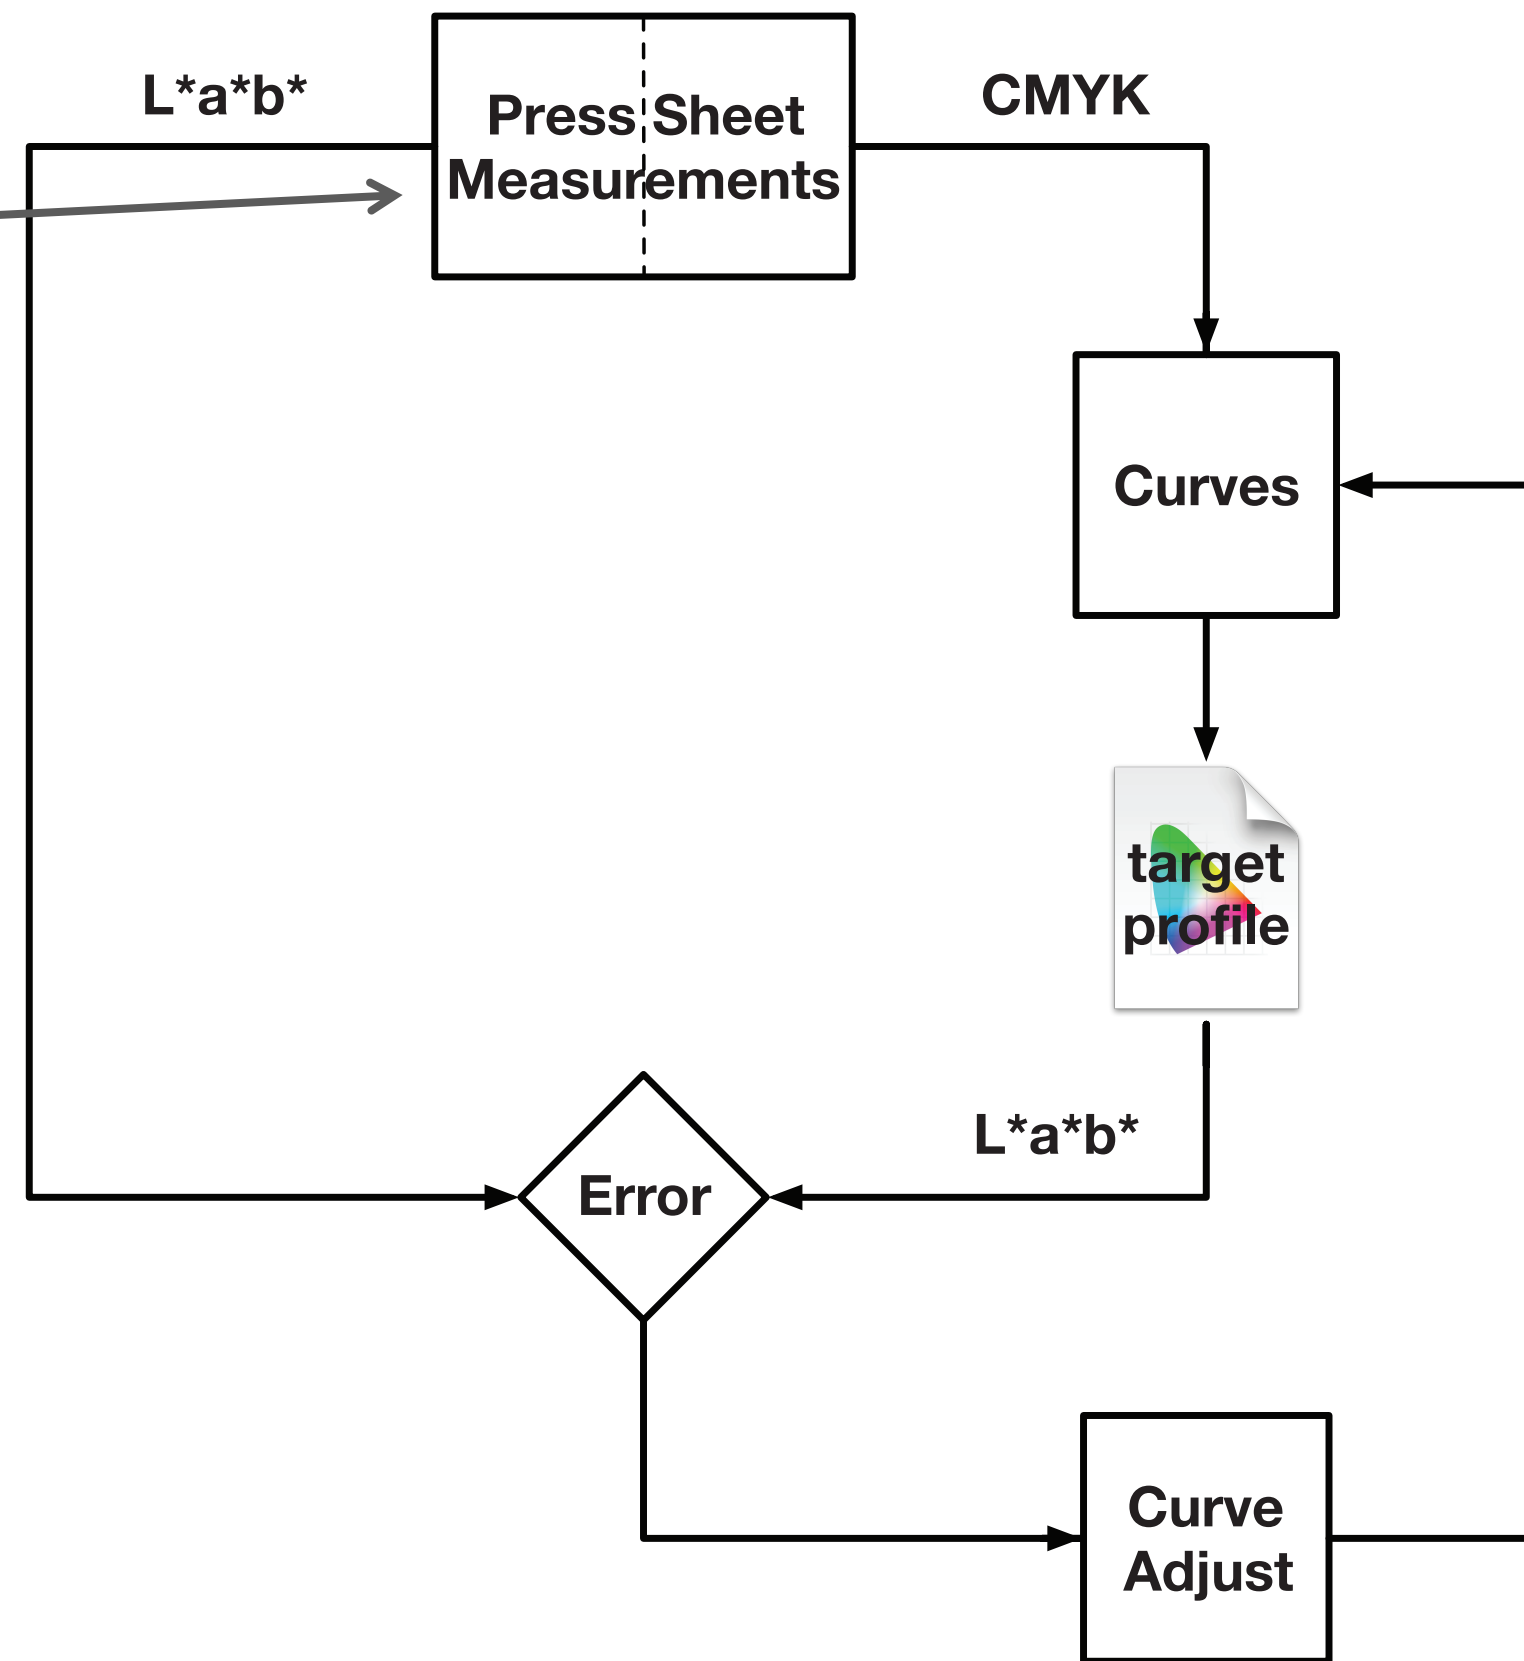 L*a*b*
Press Sheet
Measurements
CMYK
Curves
target
profile
L*a*b*
Error
Curve
Adjust